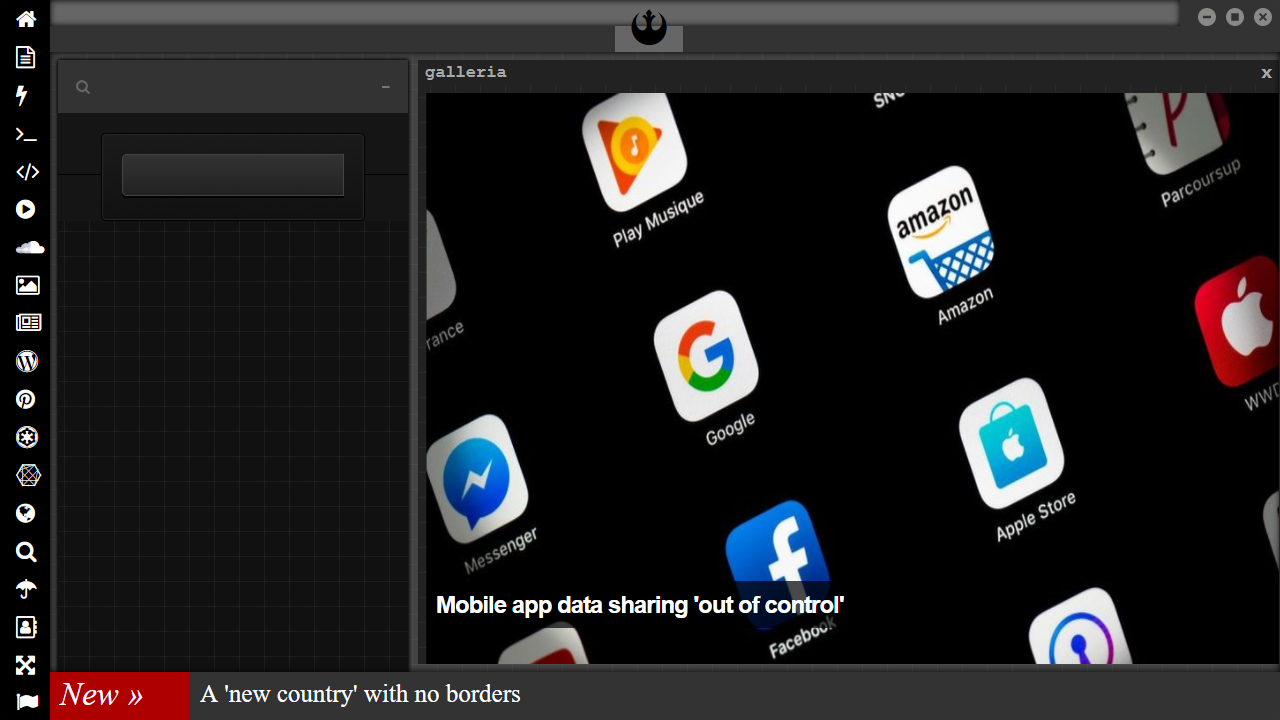 galleria
x
SNC
Play Musique
Parcoursup
amazon
Amazon
rance
Google
WWD
Messenger
Apple Store
Mobile app data sharing 'out of control'
Facebook
New » A 'new country' with no borders